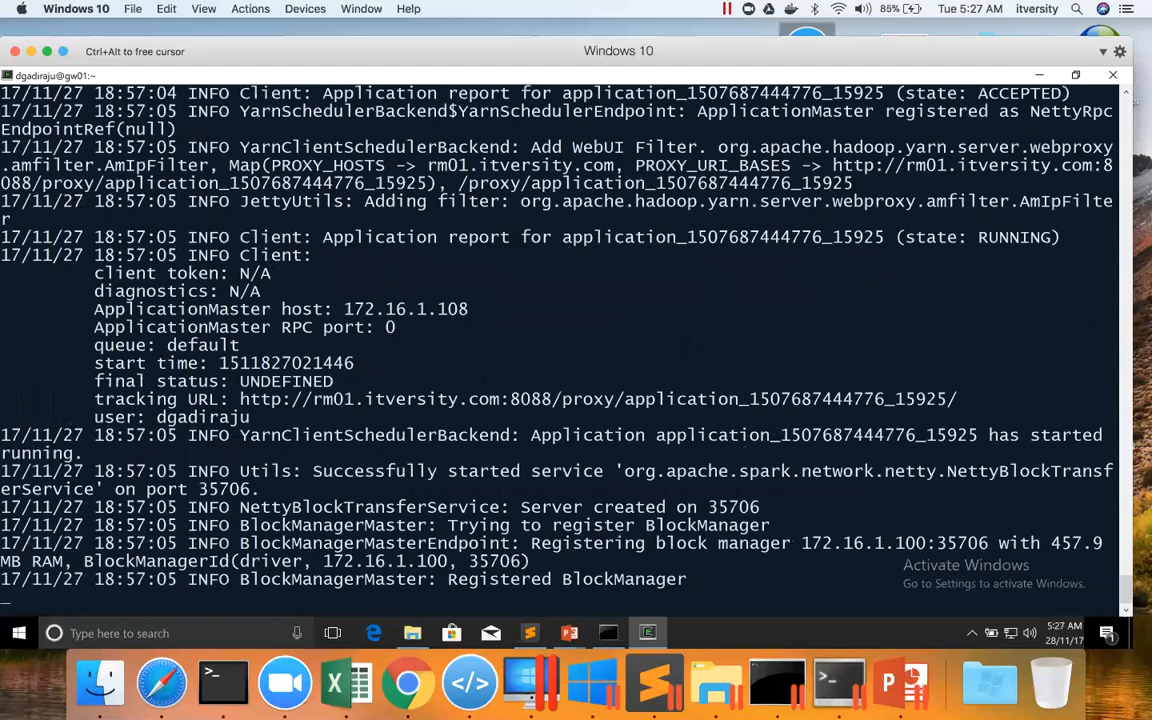 Windows 10 File Edit View Actions Devices Window Help 85% Tue 5:27 AM itversity
Ctrl+Alt to free cursor Windows 10
dgadiraju@gw01:~
17/11/27 18:57:04 INFO Client: Application report for application_1507687444776_15925 (state: ACCEPTED)
17/11/27 18:57:05 INFO YarnSchedulerBackend$YarnSchedulerEndpoint: ApplicationMaster registered as NettyRpc
EndpointRef(null)
17/11/27 18:57:05 INFO YarnClientSchedulerBackend: Add WebUI Filter. org.apache.hadoop.yarn.server.webproxy
.amfilter.AmIpFilter, Map(PROXY_HOSTS -> rm01.itversity.com, PROXY_URI_BASES -> http://rm01.itversity.com:8
088/proxy/application_1507687444776_15925), /proxy/application_1507687444776_15925
17/11/27 18:57:05 INFO JettyUtils: Adding filter: org.apache.hadoop.yarn.server.webproxy.amfilter.AmIpFilte
r
17/11/27 18:57:05 INFO Client: Application report for application_1507687444776_15925 (state: RUNNING)
17/11/27 18:57:05 INFO Client:
client token: N/A
diagnostics: N/A
ApplicationMaster host: 172.16.1.108
ApplicationMaster RPC port: 0
queue: default
start time: 1511827021446
final status: UNDEFINED
tracking URL: http://rm01.itversity.com:8088/proxy/application_1507687444776_15925/
user: dgadiraju
17/11/27 18:57:05 INFO YarnClientSchedulerBackend: Application application_1507687444776_15925 has started
running.
17/11/27 18:57:05 INFO Utils: Successfully started service 'org.apache.spark.network.netty.NettyBlockTransf
erService' on port 35706.
17/11/27 18:57:05 INFO NettyBlockTransferService: Server created on 35706
17/11/27 18:57:05 INFO BlockManagerMaster: Trying to register BlockManager
17/11/27 18:57:05 INFO BlockManagerMasterEndpoint: Registering block manager 172.16.1.100:35706 with 457.9
MB RAM, BlockManagerId(driver, 172.16.1.100, 35706)
17/11/27 18:57:05 INFO BlockManagerMaster: Registered BlockManager
Activate Windows
Go to Settings to activate Windows.
Type here to search
5:27 AM
28/11/17